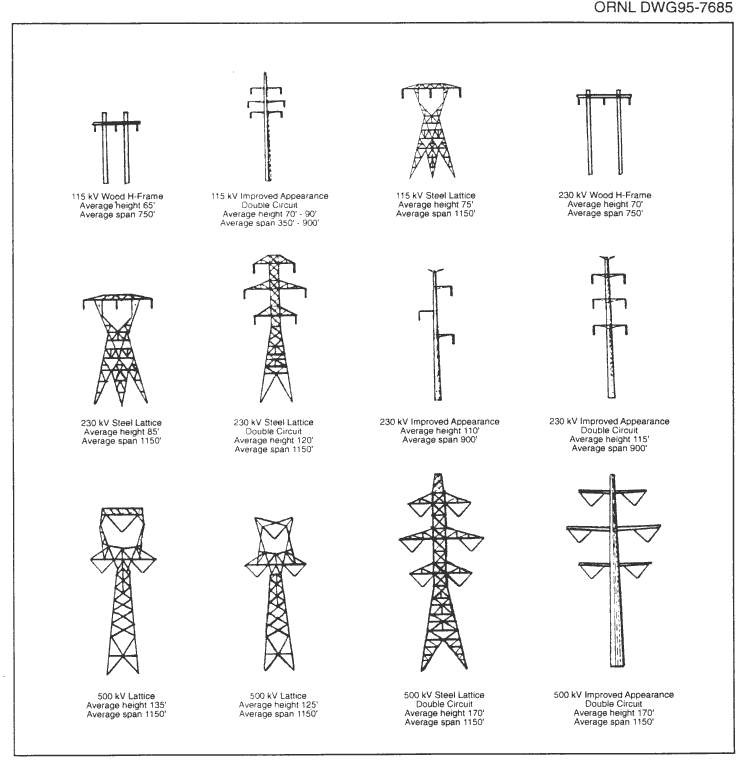 ORNL DWG95-7685
115 kV Wood H-Frame
Average height 65'
Average span 750'
115 kV Improved Appearance
Double Circuit
Average height 70' - 90'
Average span 350' - 900'
115 kV Steel Lattice
Average height 75'
Average span 1150'
230 kV Wood H-Frame
Average height 70'
Average span 750'
230 kV Steel Lattice
Average height 85'
Average span 1150'
230 kV Steel Lattice
Double Circuit
Average height 120'
Average span 1150'
230 kV Improved Appearance
Average height 110'
Average span 900'
230 kV Improved Appearance
Double Circuit
Average height 115'
Average span 900'
500 kV Lattice
Average height 135'
Average span 1150'
500 kV Lattice
Average height 125'
Average span 1150'
500 kV Steel Lattice
Double Circuit
Average height 170'
Average span 1150'
500 kV Improved Appearance
Double Circuit
Average height 170'
Average span 1150'